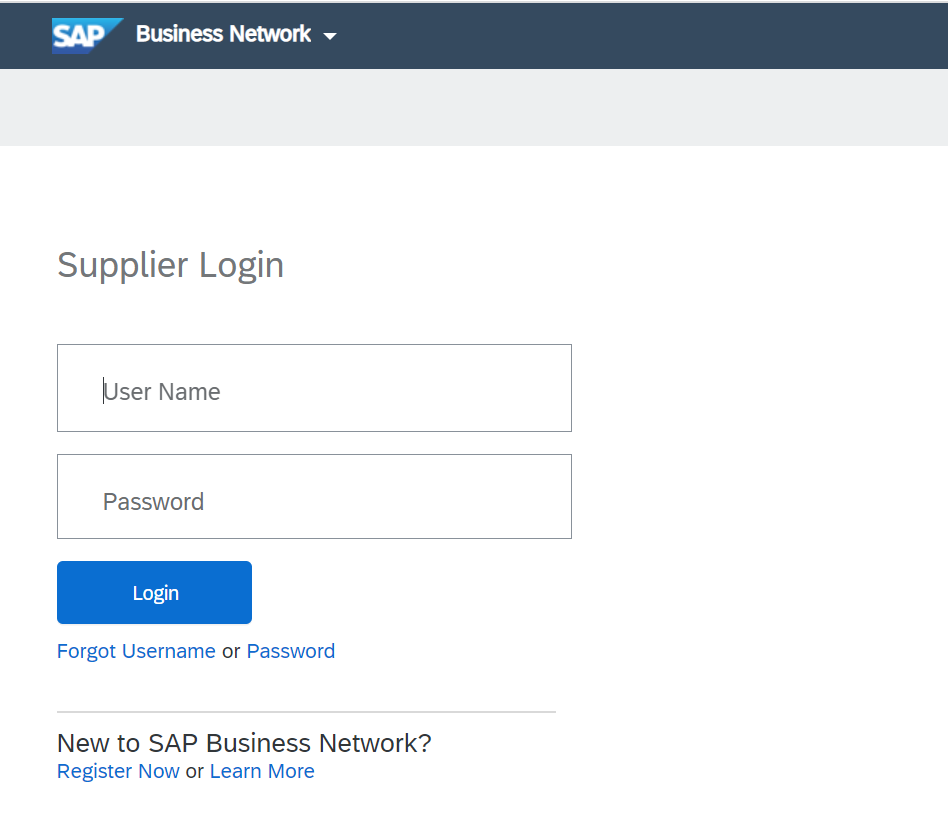 SAP Business Network
Supplier Login
User Name
Password
Login
Forgot Username or Password
New to SAP Business Network?
Register Now or Learn More